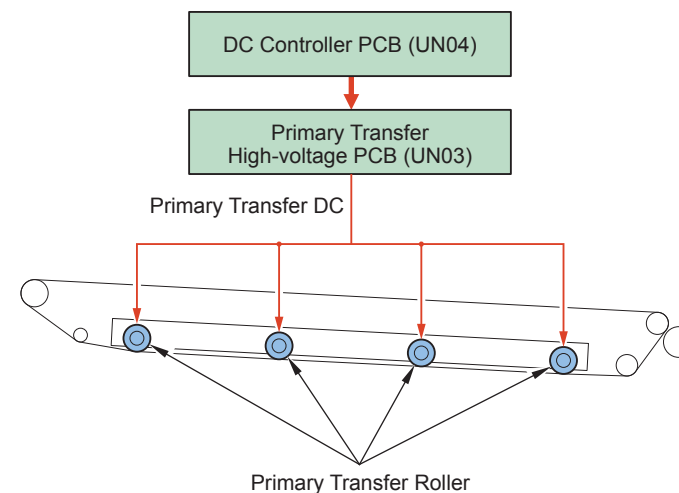 DC Controller PCB (UN04)
Primary Transfer
High-voltage PCB (UN03)
Primary Transfer DC
Primary Transfer Roller